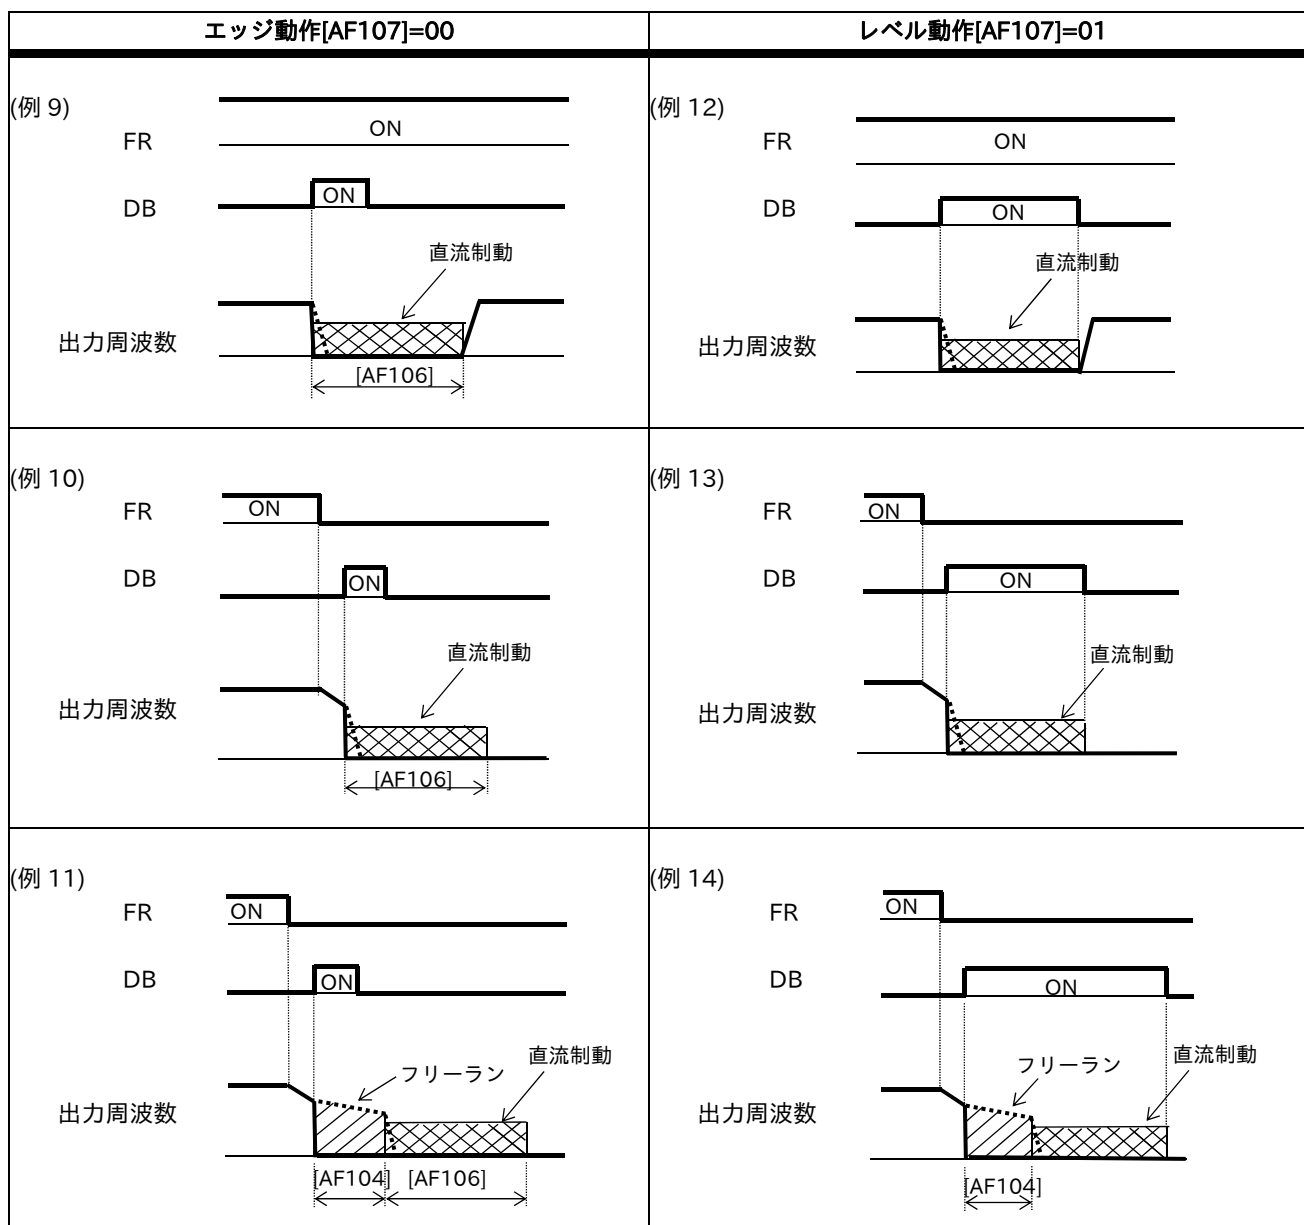 エッジ動作[AF107]=00
レベル動作[AF107]=01
(例 9)
FR
ON
DB
ON
直流制動
出力周波数
[AF106]
(例 12)
FR
ON
DB
ON
直流制動
出力周波数
(例 10)
FR
ON
DB
ON
直流制動
出力周波数
[AF106]
(例 13)
FR
ON
DB
ON
直流制動
出力周波数
(例 11)
FR
ON
DB
ON
直流制動
フリーラン
出力周波数
[AF104]
[AF106]
(例 14)
FR
ON
DB
ON
直流制動
フリーラン
出力周波数
[AF104]